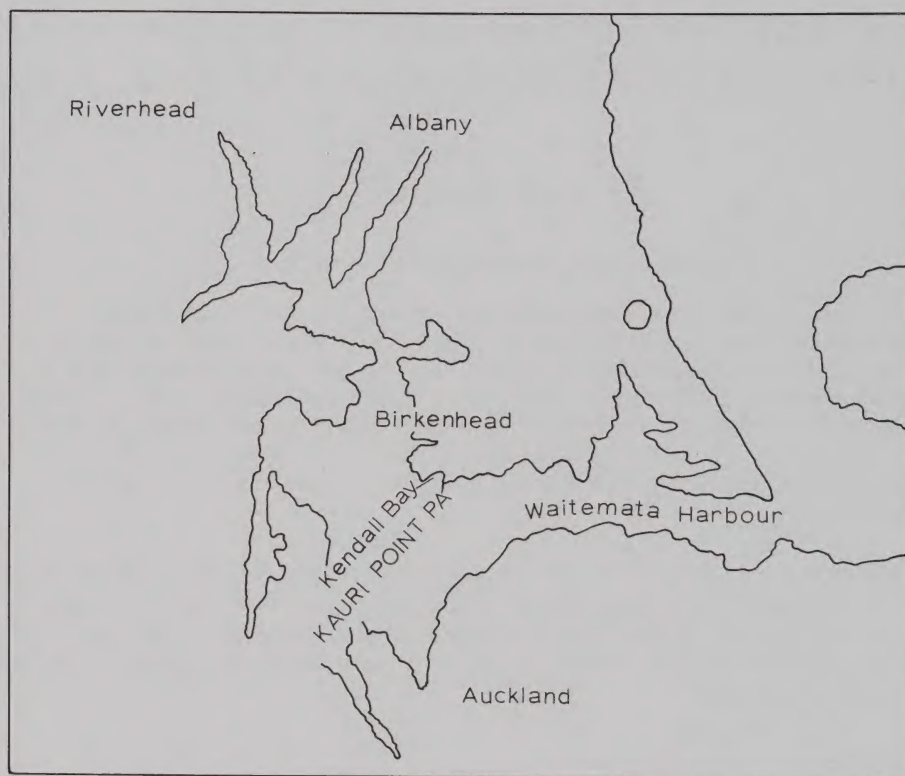 Riverhead
Albany
Birkenhead
Kendall Bay
KAURI POINT PA
Waitemata Harbour
Auckland